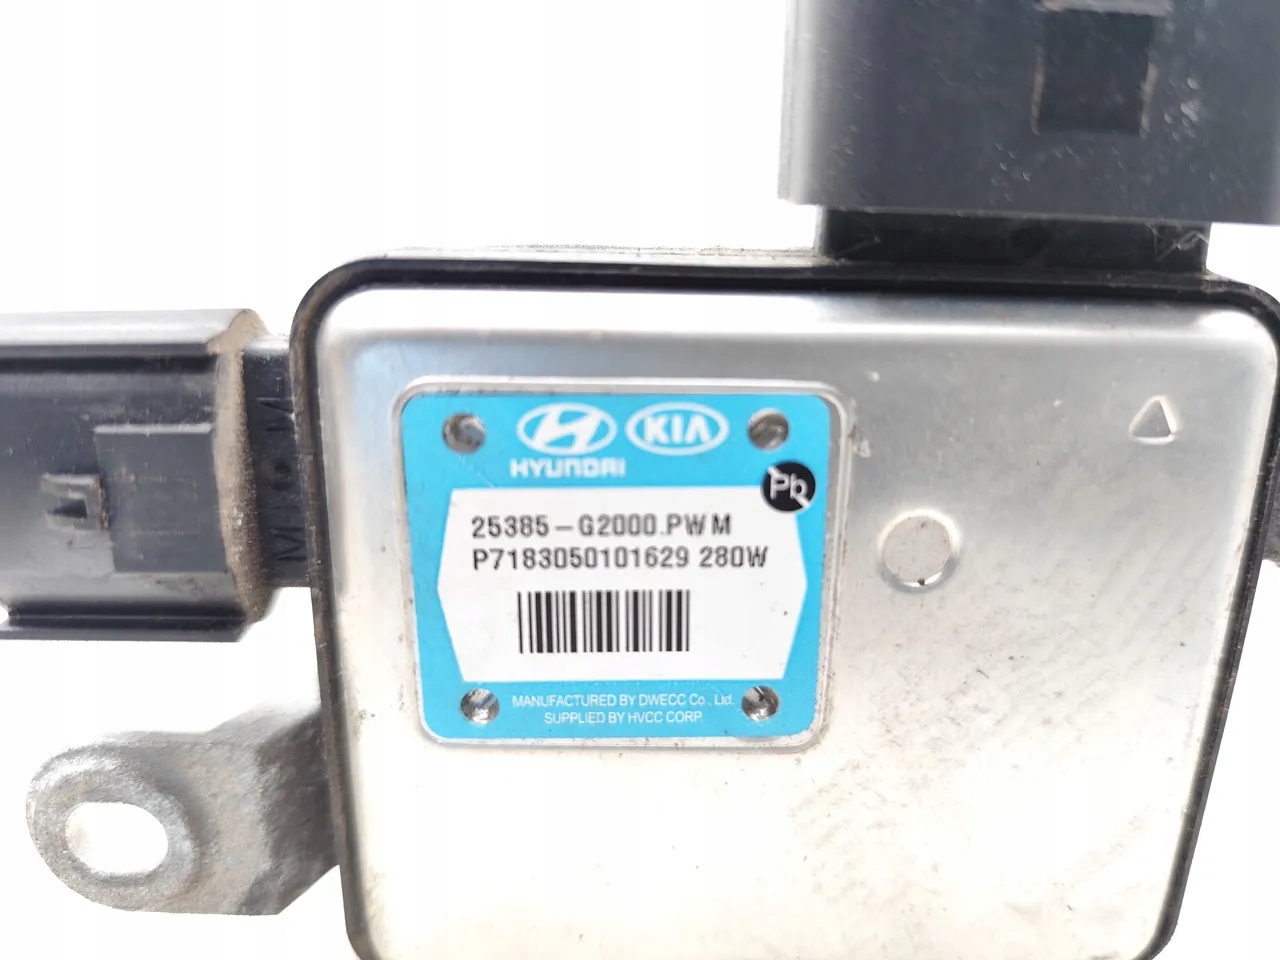 HYUNDAI KIA
Pb
25385-G2000.PWM
P7183050101629 280W
MANUFACTURED BY DWECC Co., Ltd.
SUPPLIED BY HVCC CORP